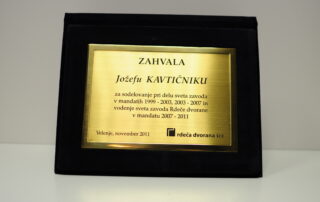 ZAHVALA
Jožefu KAVTIČNIKU
za sodelovanje pri delu sveta zavoda
v mandatih 1999 - 2003, 2003 - 2007 in
vodenje sveta zavoda Rdeče dvorane
v mandatu 2007 - 2011
Velenje, november 2011
rdeča dvorana